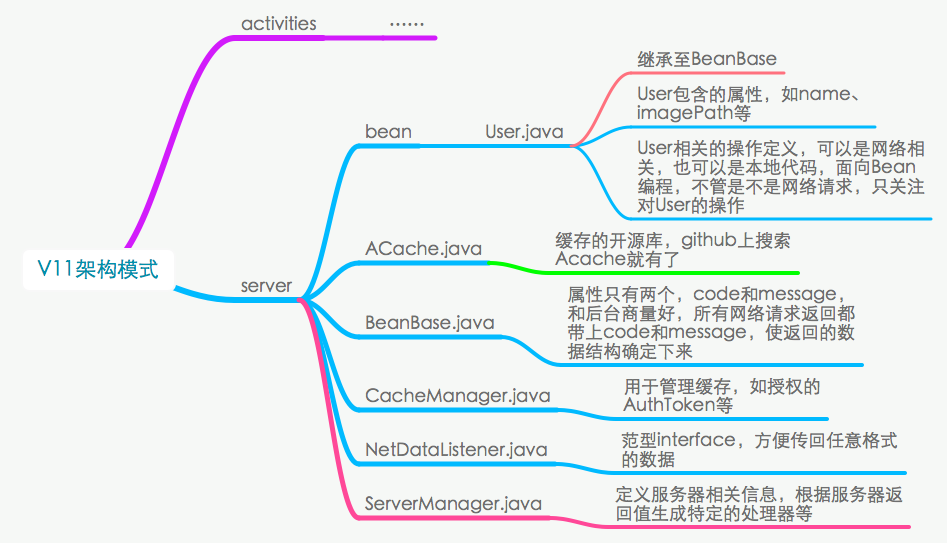 activities
......
继承至BeanBase
User包含的属性，如name、
imagePath等
bean
User.java
User相关的操作定义，可以是网络相
关，也可以是本地代码，面向Bean
编程，不管是不是网络请求，只关注
对User的操作
V11架构模式
server
ACache.java
缓存的开源库，github上搜索
Acache就有了
BeanBase.java
属性只有两个，code和message，
和后台商量好，所有网络请求返回都
带上code和message，使返回的数
据结构确定下来
CacheManager.java
用于管理缓存，如授权的
AuthToken等
NetDataListener.java
范型interface，方便传回任意格式
的数据
ServerManager.java
定义服务器相关信息，根据服务器返
回值生成特定的处理器等